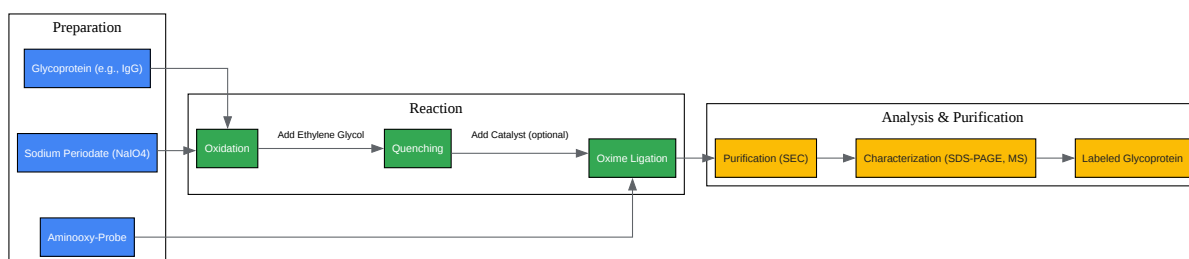 Preparation
Glycoprotein (e.g., IgG)
Sodium Periodate (NaIO4)
Aminooxy-Probe
Reaction
Oxidation
Add Ethylene Glycol
Quenching
Add Catalyst (optional)
Oxime Ligation
Analysis & Purification
Purification (SEC)
Characterization (SDS-PAGE, MS)
Labeled Glycoprotein